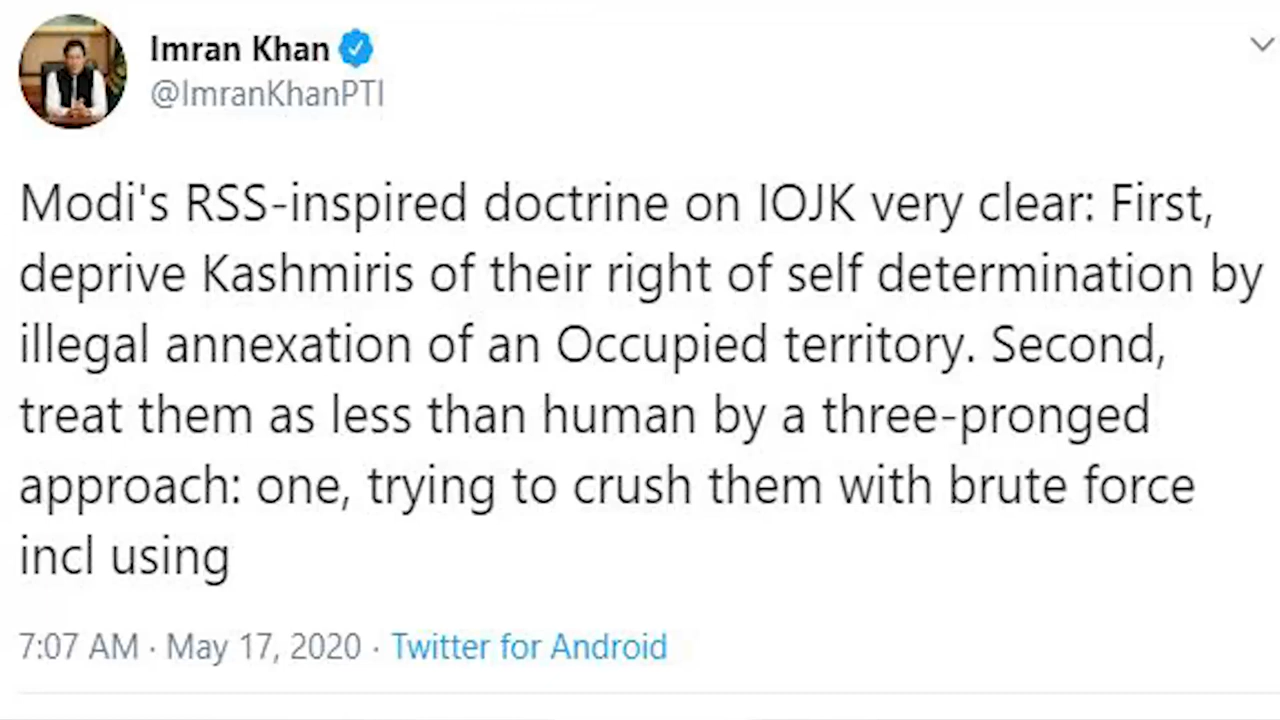 Imran Khan
@ImranKhanPTI
Modi's RSS-inspired doctrine on IOJK very clear: First,
deprive Kashmiris of their right of self determination by
illegal annexation of an Occupied territory. Second,
treat them as less than human by a three-pronged
approach: one, trying to crush them with brute force
incl using
7:07 AM · May 17, 2020 · Twitter for Android